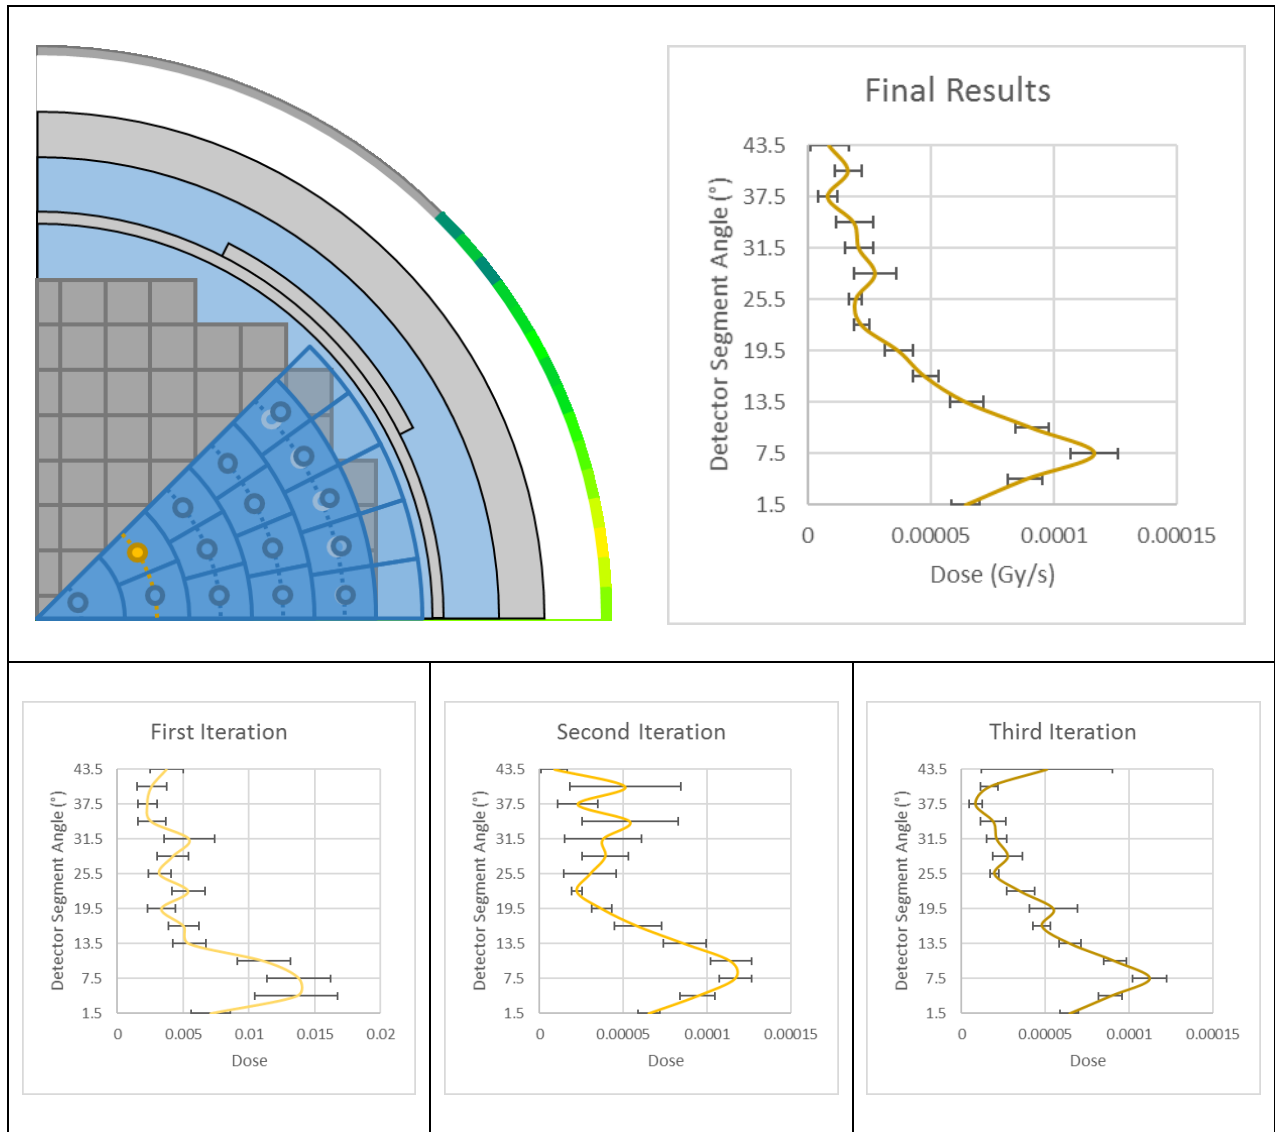 Final Results
Detector Segment Angle (°)
43.5
37.5
31.5
25.5
19.5
13.5
7.5
1.5
0 0.00005 0.0001 0.00015
Dose (Gy/s)
First Iteration
Detector Segment Angle (°)
43.5
37.5
31.5
25.5
19.5
13.5
7.5
1.5
0 0.005 0.01 0.015 0.02
Dose
Second Iteration
Detector Segment Angle (°)
43.5
37.5
31.5
25.5
19.5
13.5
7.5
1.5
0 0.00005 0.0001 0.00015
Dose
Third Iteration
Detector Segment Angle (°)
43.5
37.5
31.5
25.5
19.5
13.5
7.5
1.5
0 0.00005 0.0001 0.00015
Dose